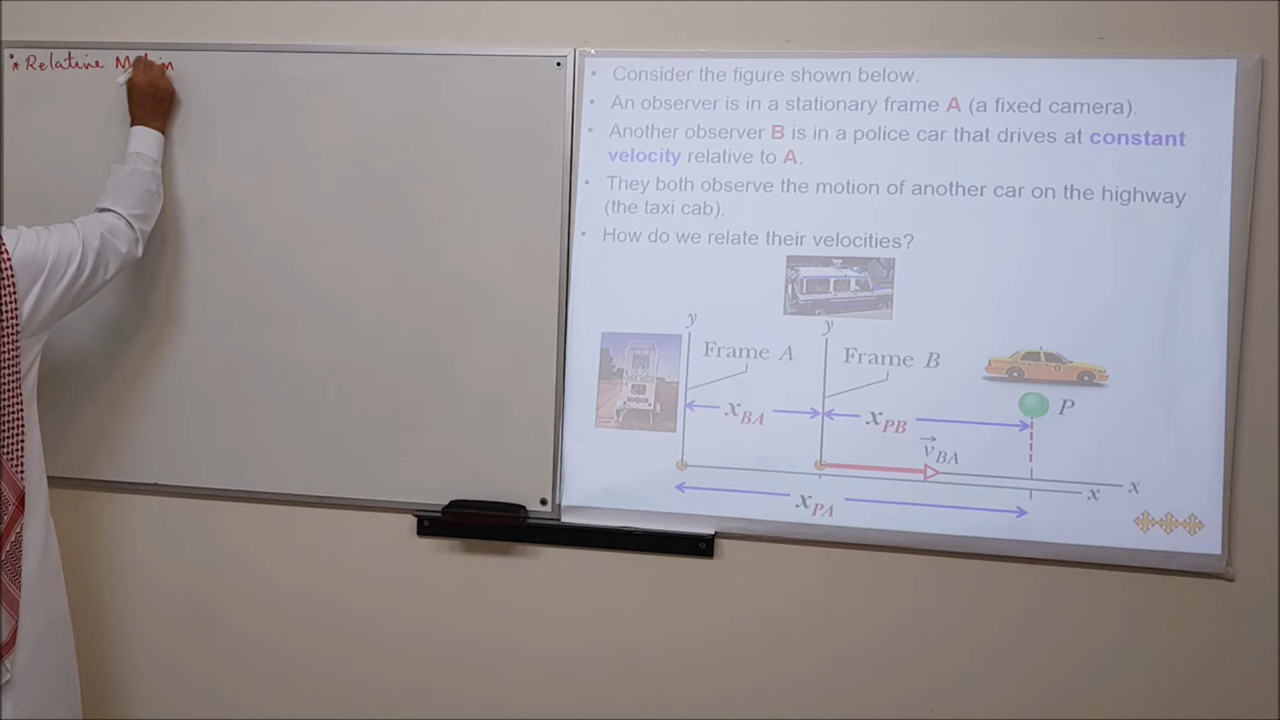 * Relative
• Consider the figure shown below.
• An observer is in a stationary frame A (a fixed camera).
• Another observer B is in a police car that drives at constant
velocity relative to A.
• They both observe the motion of another car on the highway
(the taxi cab).
• How do we relate their velocities?
y
y
Frame A
Frame B
x_BA
x_PB
P
v_BA
x
x
x_PA